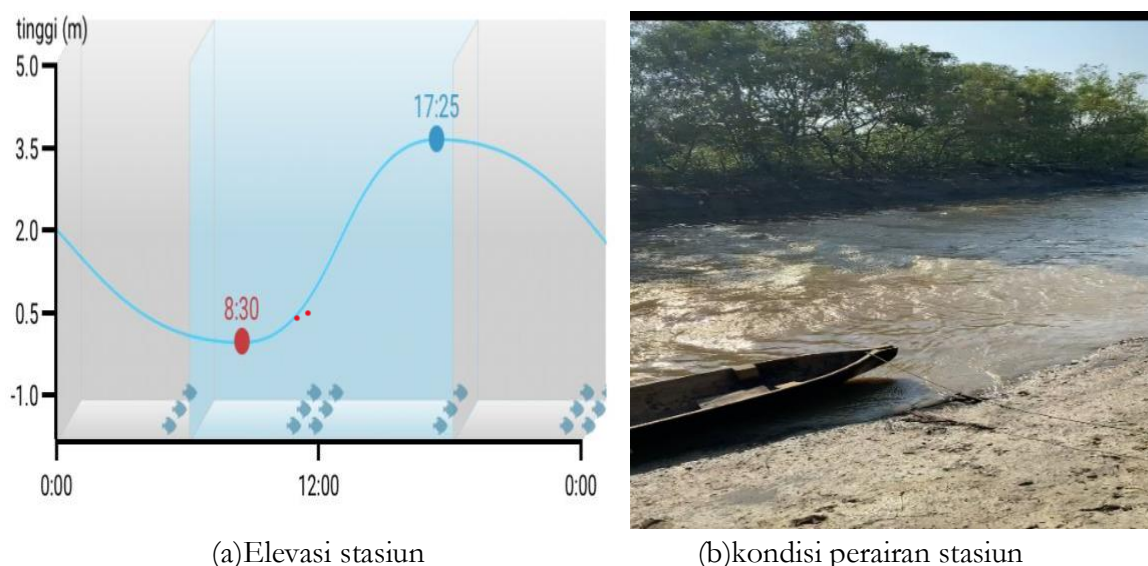 tinggi (m)
5.0
17:25
3.5
2.0
8:30
0.5
-1.0
0:00 12:00 0:00
(a)Elevasi stasiun (b)kondisi perairan stasiun